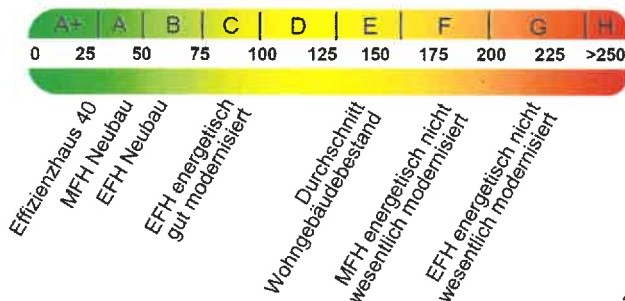 A+ A B C D E F G H
0 25 50 75 100 125 150 175 200 225 >250
Effizienzhaus 40
MFH Neubau
EFH Neubau
EFH energetisch
gut modernisiert
Durchschnitt
Wohngebäudebestand
MFH energetisch nicht
wesentlich modernisiert
EFH energetisch nicht
wesentlich modernisiert